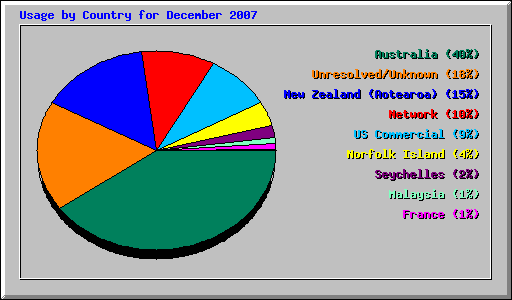 Usage by Country for December 2007
Australia (40%)
Unresolved/Unknown (18%)
New Zealand (Aotearoa) (15%)
Network (10%)
US Commercial (9%)
Norfolk Island (4%)
Seychelles (2%)
Malaysia (1%)
France (1%)